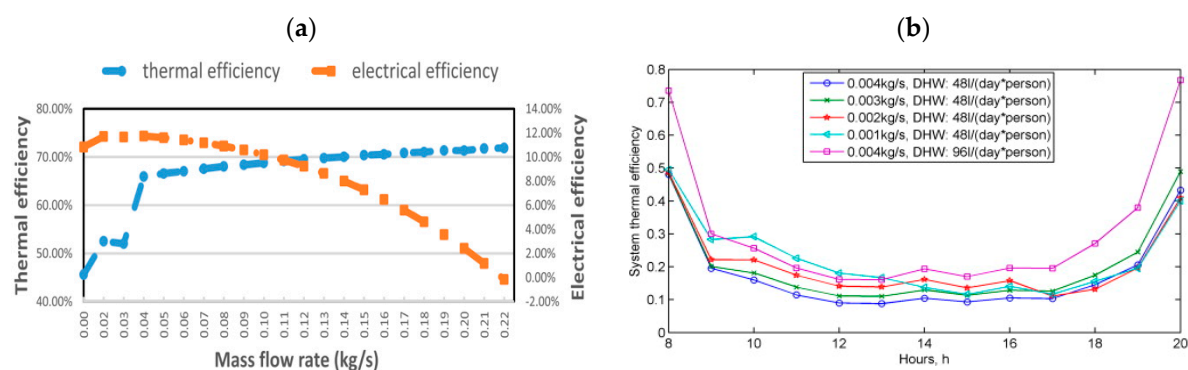 (a)
thermal efficiency electrical efficiency
Thermal efficiency
80.00%
70.00%
60.00%
50.00%
40.00%
14.00%
12.00%
10.00%
8.00%
6.00%
4.00%
2.00%
0.00%
-2.00%
Electrical efficiency
0.00 0.02 0.03 0.04 0.05 0.06 0.07 0.08 0.09 0.10 0.11 0.12 0.13 0.14 0.15 0.16 0.17 0.18 0.19 0.20 0.21 0.22
Mass flow rate (kg/s)
(b)
System thermal efficiency
0.8
0.7
0.6
0.5
0.4
0.3
0.2
0.1
0
0.004kg/s, DHW: 48l/(day*person)
0.003kg/s, DHW: 48l/(day*person)
0.002kg/s, DHW: 48l/(day*person)
0.001kg/s, DHW: 48l/(day*person)
0.004kg/s, DHW: 96l/(day*person)
8 10 12 14 16 18 20
Hours, h